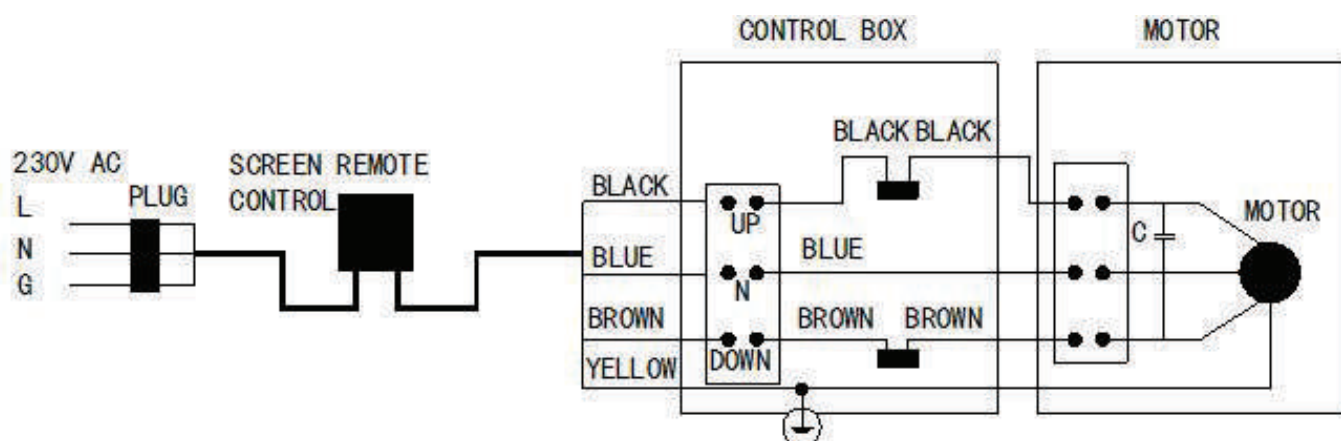 CONTROL BOX
MOTOR
230V AC
L
N
G
PLUG
SCREEN REMOTE
CONTROL
BLACK
BLUE
BROWN
YELLOW
UP
N
DOWN
BLACK BLACK
BLUE
BROWN BROWN
C
MOTOR